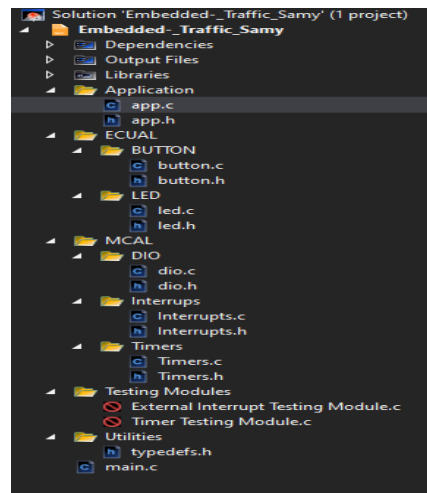 Solution 'Embedded-_Traffic_Samy' (1 project)
Embedded-_Traffic_Samy
Dependencies
Output Files
Libraries
Application
app.c
app.h
ECUAL
BUTTON
button.c
button.h
LED
led.c
led.h
MCAL
DIO
dio.c
dio.h
Interrups
Interrupts.c
Interrupts.h
Timers
Timers.c
Timers.h
Testing Modules
External Interrupt Testing Module.c
Timer Testing Module.c
Utilities
typedefs.h
main.c